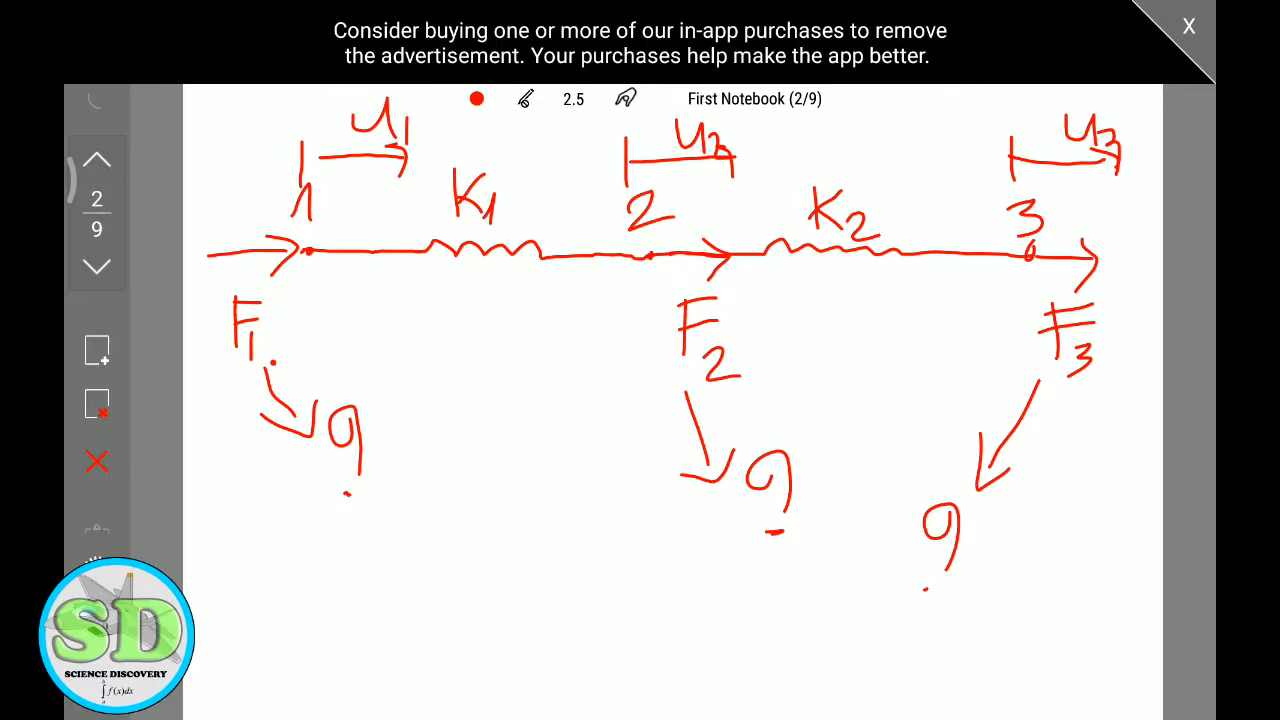 Consider buying one or more of our in-app purchases to remove
the advertisement. Your purchases help make the app better.
X
2.5 First Notebook (2/9)
2
9
u1 u2 u3
1 K1 2 K2 3
F1. F2 F3
? ? ?
SD
SCIENCE DISCOVERY
∫ f(x)dx